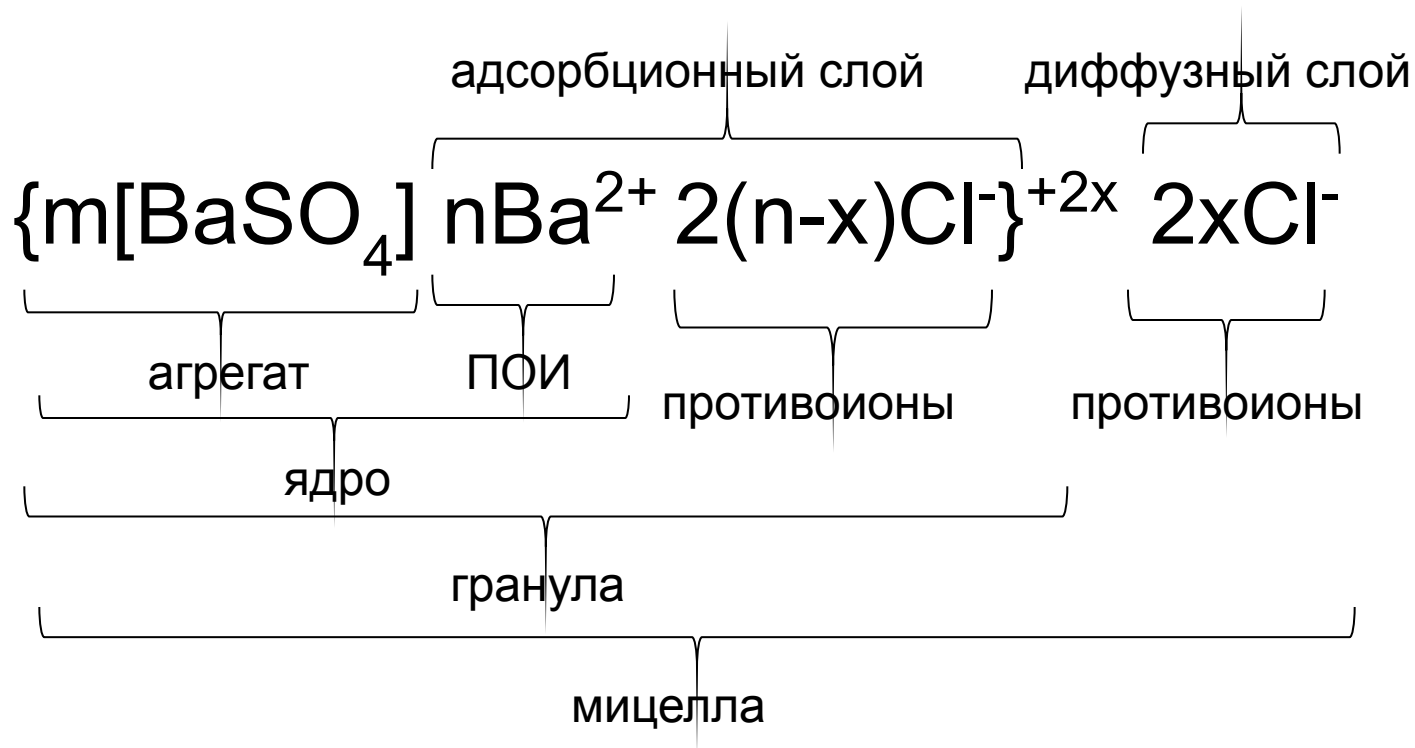 адсорбционный слой диффузный слой
{m[BaSO₄] nBa²⁺ 2(n-x)Cl⁻}⁺²ˣ 2xCl⁻
агрегат ПОИ
противоионы противоионы
ядро
гранула
мицелла